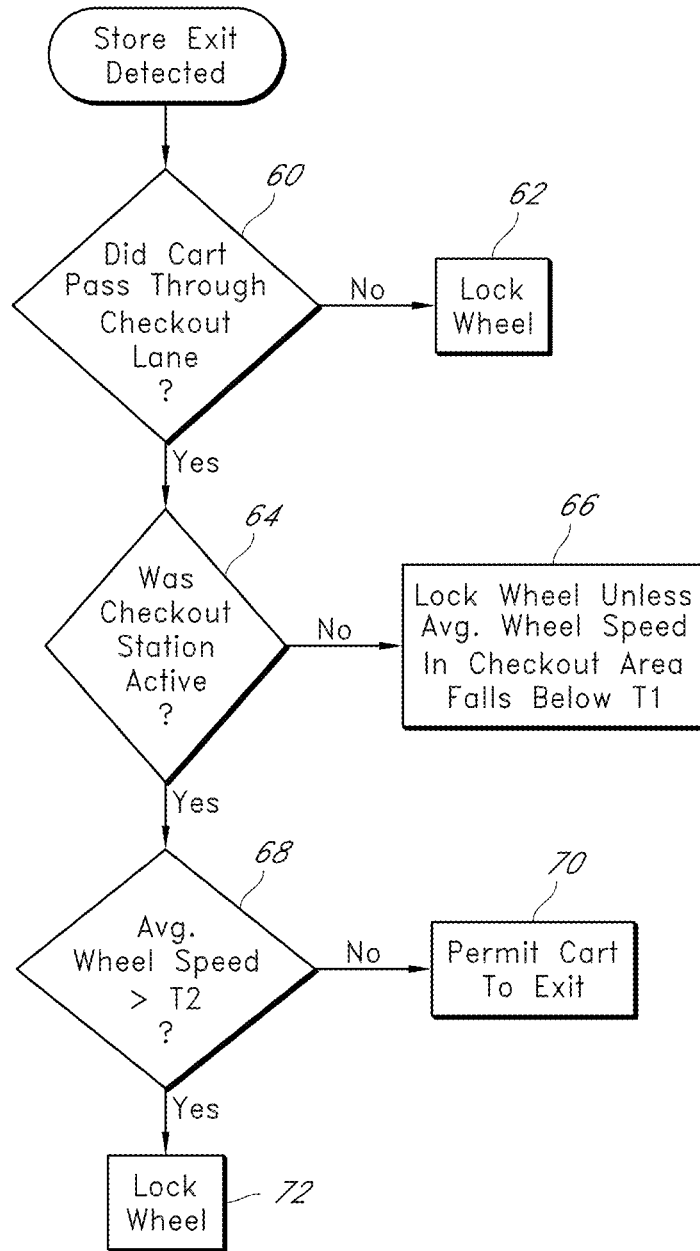 Store Exit
Detected
60
Did Cart
Pass Through
Checkout
Lane
?
No
62
Lock
Wheel
Yes
64
Was
Checkout
Station
Active
?
No
66
Lock Wheel Unless
Avg. Wheel Speed
In Checkout Area
Falls Below T1
Yes
68
Avg.
Wheel Speed
> T2
?
No
70
Permit Cart
To Exit
Yes
Lock
Wheel
72